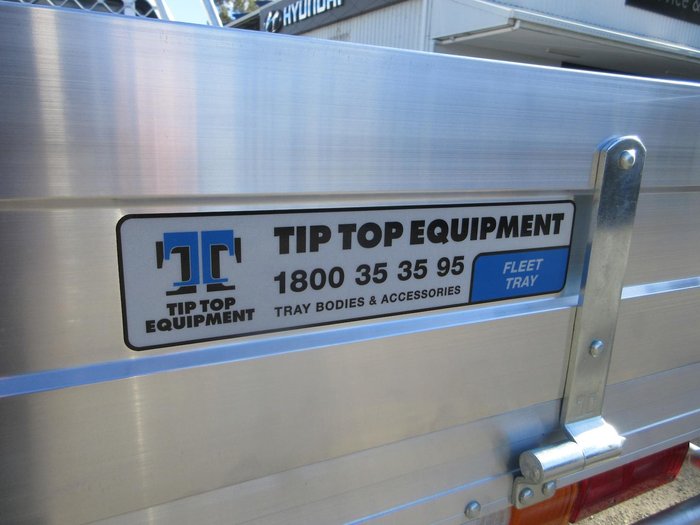 HYUNDAI
TIP TOP
EQUIPMENT
TIP TOP EQUIPMENT
1800 35 35 95
TRAY BODIES & ACCESSORIES
FLEET
TRAY